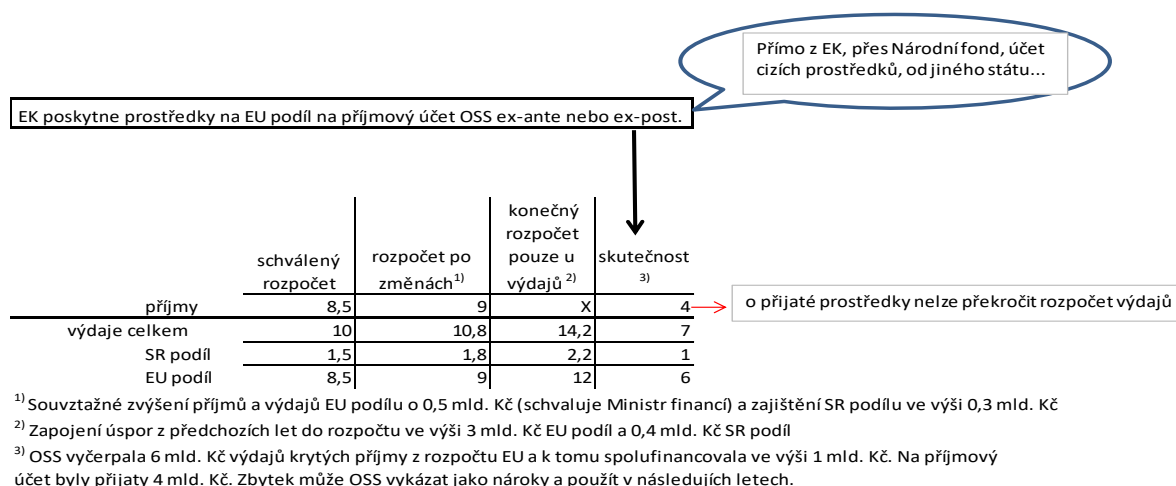 Přímo z EK, přes Národní fond, účet
cizích prostředků, od jiného státu...
EK poskytne prostředky na EU podíl na příjmový účet OSS ex-ante nebo ex-post.
schválený rozpočet | rozpočet po změnách1) | konečný rozpočet pouze u výdajů 2) | skutečnost 3)
příjmy 8,5 9 X 4
o přijaté prostředky nelze překročit rozpočet výdajů
výdaje celkem 10 10,8 14,2 7
SR podíl 1,5 1,8 2,2 1
EU podíl 8,5 9 12 6
1) Souvztažné zvýšení příjmů a výdajů EU podílu o 0,5 mld. Kč (schvaluje Ministr financí) a zajištění SR podílu ve výši 0,3 mld. Kč
2) Zapojení úspor z předchozích let do rozpočtu ve výši 3 mld. Kč EU podíl a 0,4 mld. Kč SR podíl
3) OSS vyčerpala 6 mld. Kč výdajů krytých příjmy z rozpočtu EU a k tomu spolufinancovala ve výši 1 mld. Kč. Na příjmový
účet byly přijaty 4 mld. Kč. Zbytek může OSS vykázat jako nároky a použít v následujících letech.